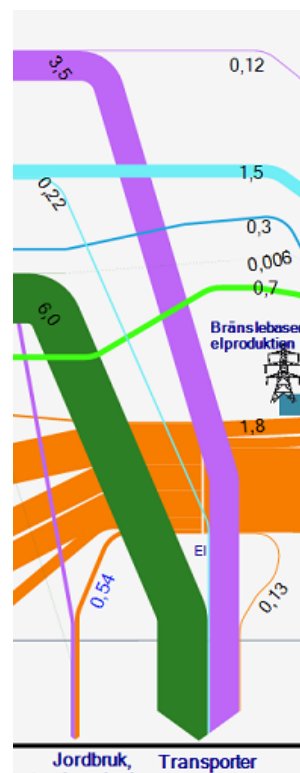 3,5
0,12
1,5
0,22
0,3
0,006
0,7
6,0
Bränslebaser
elproduktion
1,8
El
0,54
0,13
Jordbruk,
Transporter